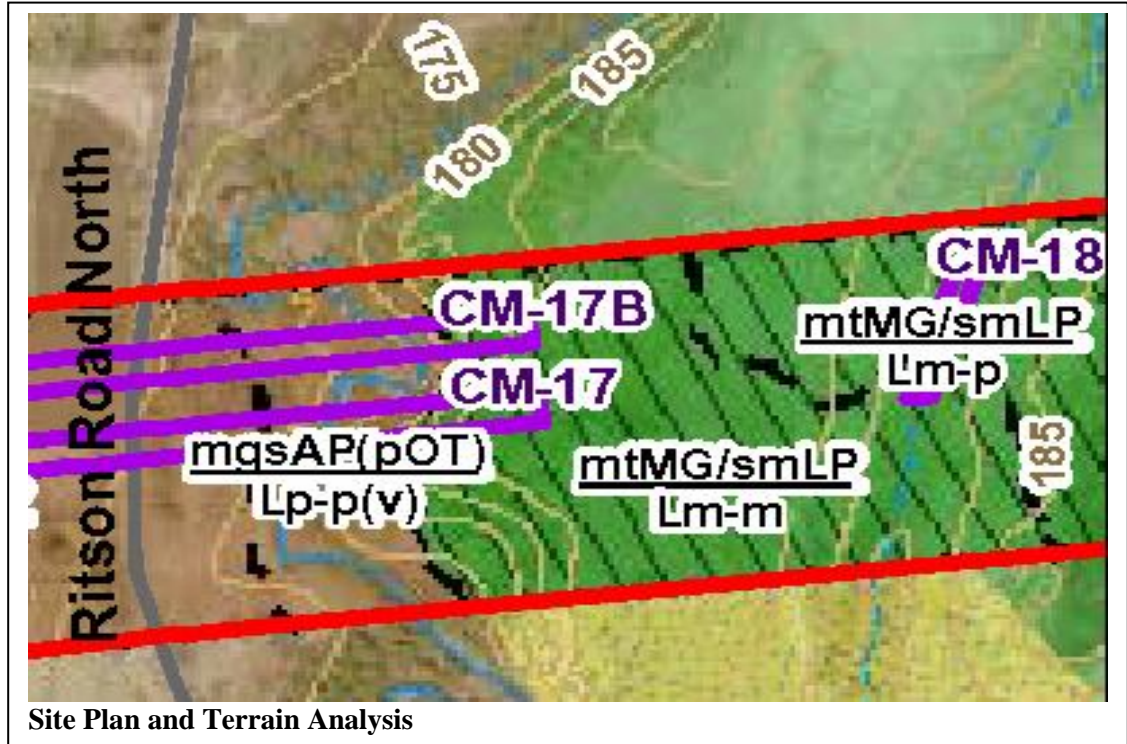 175
185
180
Ritson Road North
CM-18
CM-17B
mtMG/smLP
Lm-p
CM-17
185
mgsAP(pOT)
Lp-p(v)
mtMG/smLP
Lm-m
Site Plan and Terrain Analysis